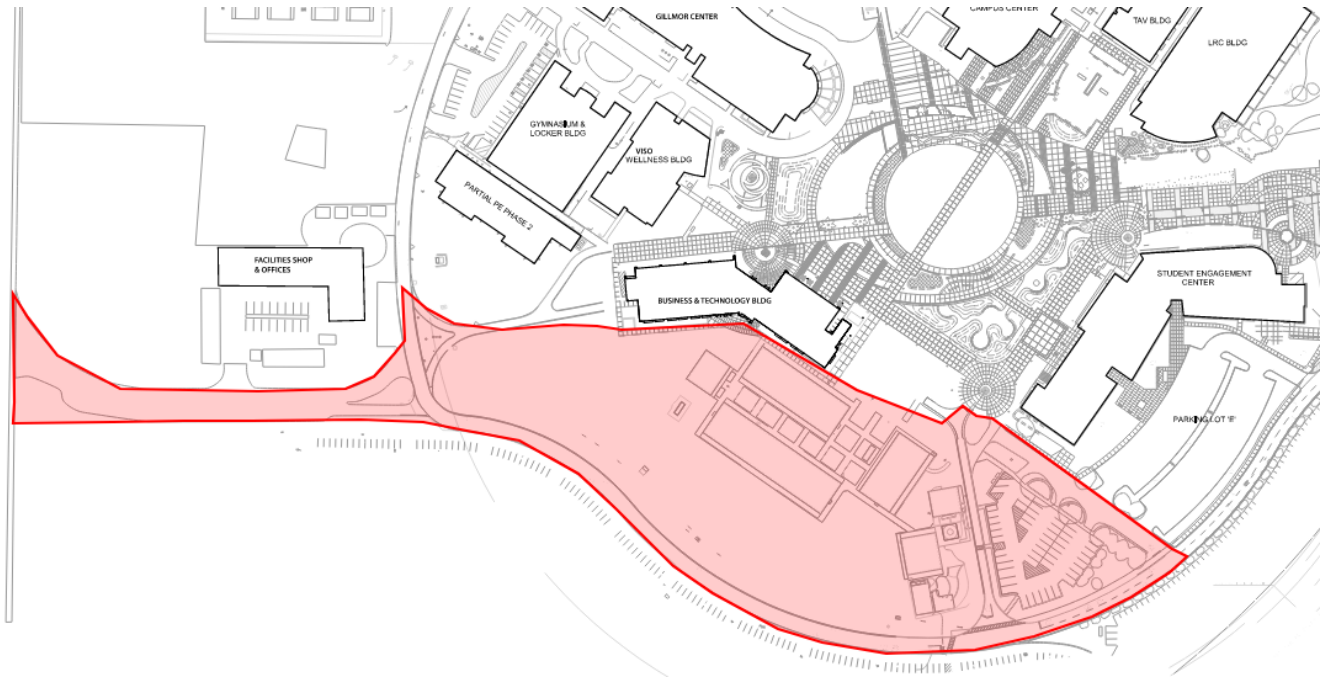 GILLMOR CENTER
CAMPUS CENTER
TAV BLDG
LRC BLDG
GYMNASIUM &
LOCKER BLDG
VISO
WELLNESS BLDG
PARTIAL PE PHASE 2
FACILITIES SHOP
& OFFICES
BUSINESS & TECHNOLOGY BLDG
STUDENT ENGAGEMENT
CENTER
PARKING LOT 'F'